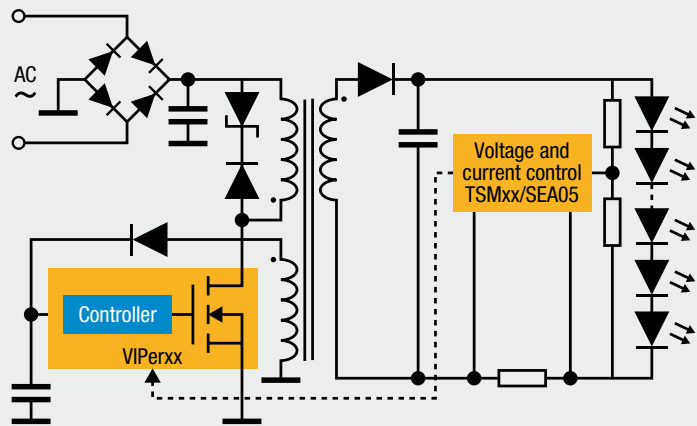 AC
~
Voltage and
current control
TSMxx/SEA05
Controller
VIPerxx